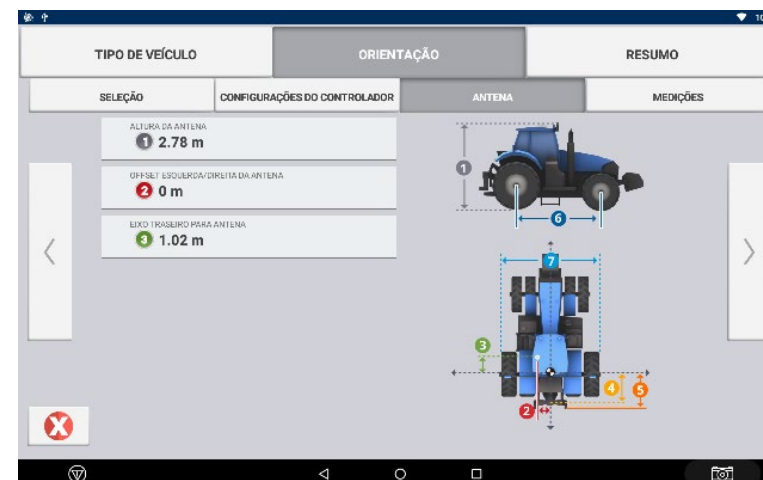 10
TIPO DE VEÍCULO
ORIENTAÇÃO
RESUMO
SELEÇÃO
CONFIGURAÇÕES DO CONTROLADOR
ANTENA
MEDIÇÕES
ALTURA DA ANTENA
1 2.78 m
OFFSET ESQUERDA/DIREITA DA ANTENA
2 0 m
EIXO TRASEIRO PARA ANTENA
3 1.02 m
1
6
7
3
4
5
2
X